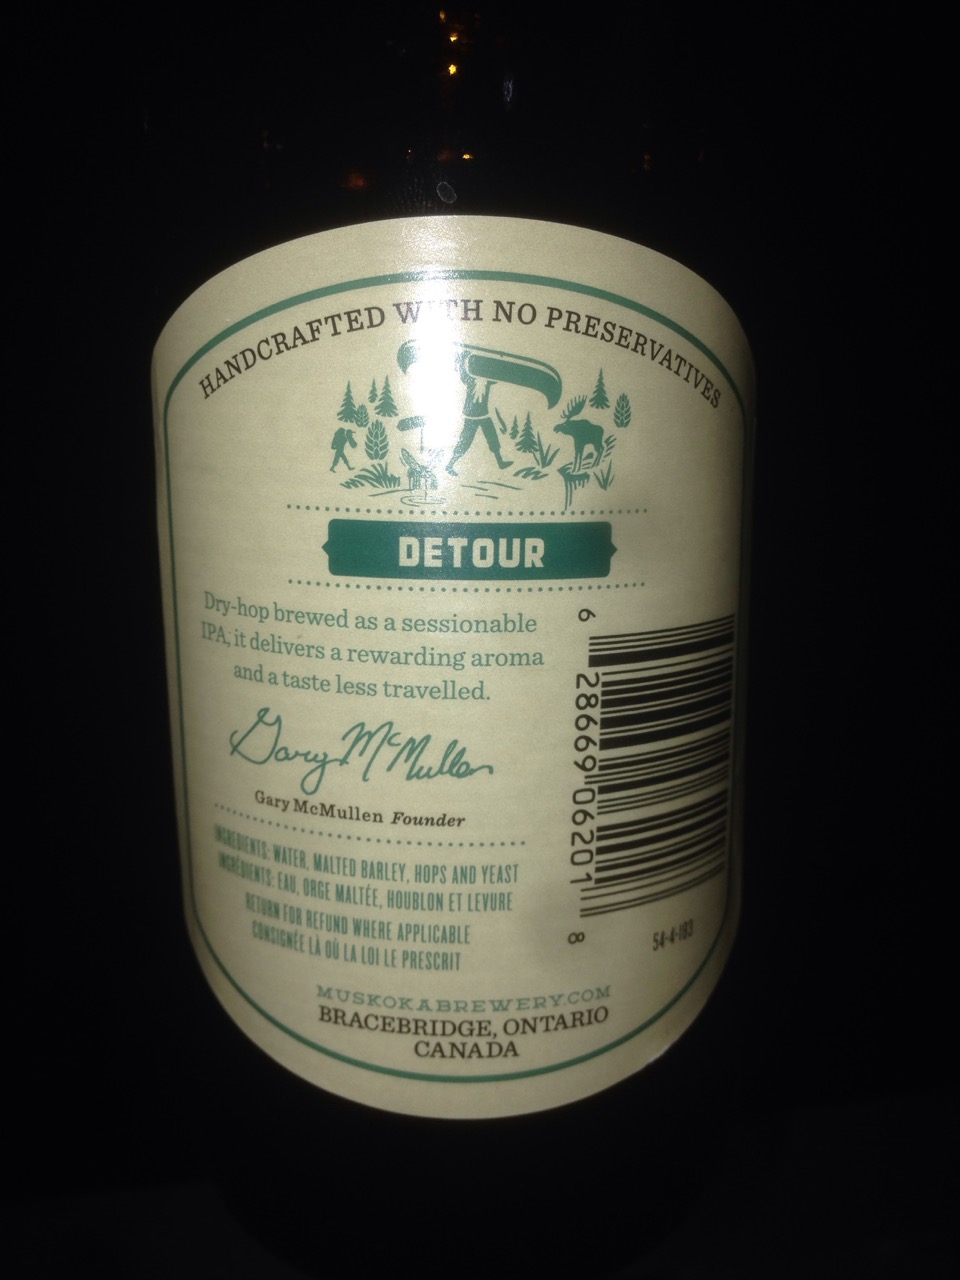 HANDCRAFTED WITH NO PRESERVATIVES
DETOUR
Dry-hop brewed as a sessionable
IPA; it delivers a rewarding aroma
and a taste less travelled.
Gary McMullen
Gary McMullen Founder
INGREDIENTS: WATER, MALTED BARLEY, HOPS AND YEAST
INGRÉDIENTS: EAU, ORGE MALTÉE, HOUBLON ET LEVURE
RETURN FOR REFUND WHERE APPLICABLE
CONSIGNÉE LÀ OÙ LA LOI LE PRESCRIT
6 28669 06201 8
54-4-103
MUSKOKABREWERY.COM
BRACEBRIDGE, ONTARIO
CANADA